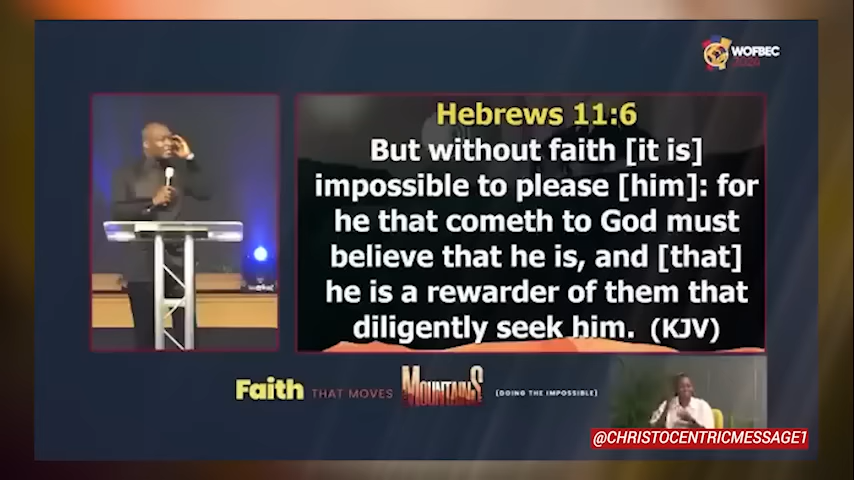 WOFBEC
2024
Hebrews 11:6
But without faith [it is]
impossible to please [him]: for
he that cometh to God must
believe that he is, and [that]
he is a rewarder of them that
diligently seek him. (KJV)
Faith THAT MOVES MOUNTAINS [DOING THE IMPOSSIBLE]
@CHRISTOCENTRICMESSAGE1